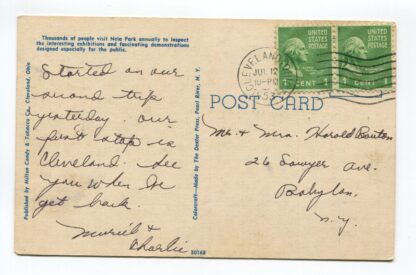 Thousands of people visit Nela Park annually to inspect
the interesting exhibitions and fascinating demonstrations
designed especially for the public.
Started on our
second trip
yesterday. our
first stop is
Cleveland. See
you when we
get back
Muriel &
Charlie
Published by Milton Candy & Tobacco Co., Cleveland, Ohio
Colorcraft—Made by The Dexter Press, Pearl River, N. Y.
30168
CLEVELAND
JUL 12
UNITED
STATES
POSTAGE
1 CENT 1
UNITED
STATES
POSTAGE
1 CENT 1
POST CARD
Mr. & Mrs. Harold
26 Sawyer Ave.
Babylon
N.Y.